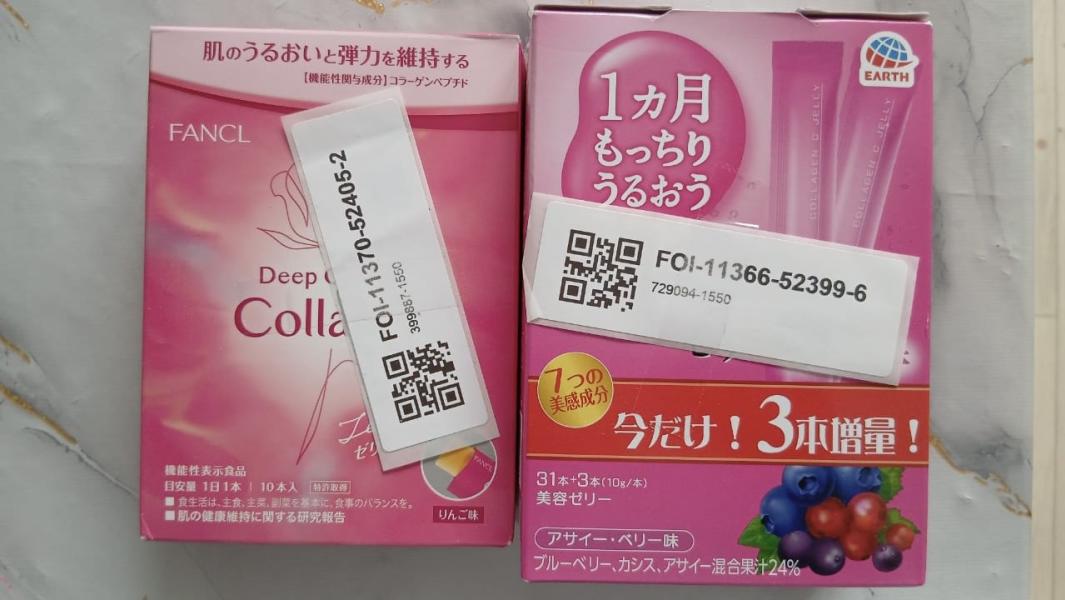 肌のうるおいと弾力を維持する
【機能性関与成分】コラーゲンペプチド
FANCL
Deep
Colla
FOI-11370-52405-2
399887-1550
機能性表示食品
目安量 1日1本 | 10本入 特許取得
■ 食生活は、主食、主菜、副菜を基本に、食事のバランスを。
■ 肌の健康維持に関する研究報告
FANCL
りんご味
EARTH
1ヵ月
もっちり
うるおう
COLLAGEN C JELLY
COLLAGEN C JELLY
FOI-11366-52399-6
729094-1550
7つの
美感成分
今だけ!3本増量!
31本+3本(10g/本)
美容ゼリー
アサイー・ベリー味
ブルーベリー、カシス、アサイー混合果汁24%